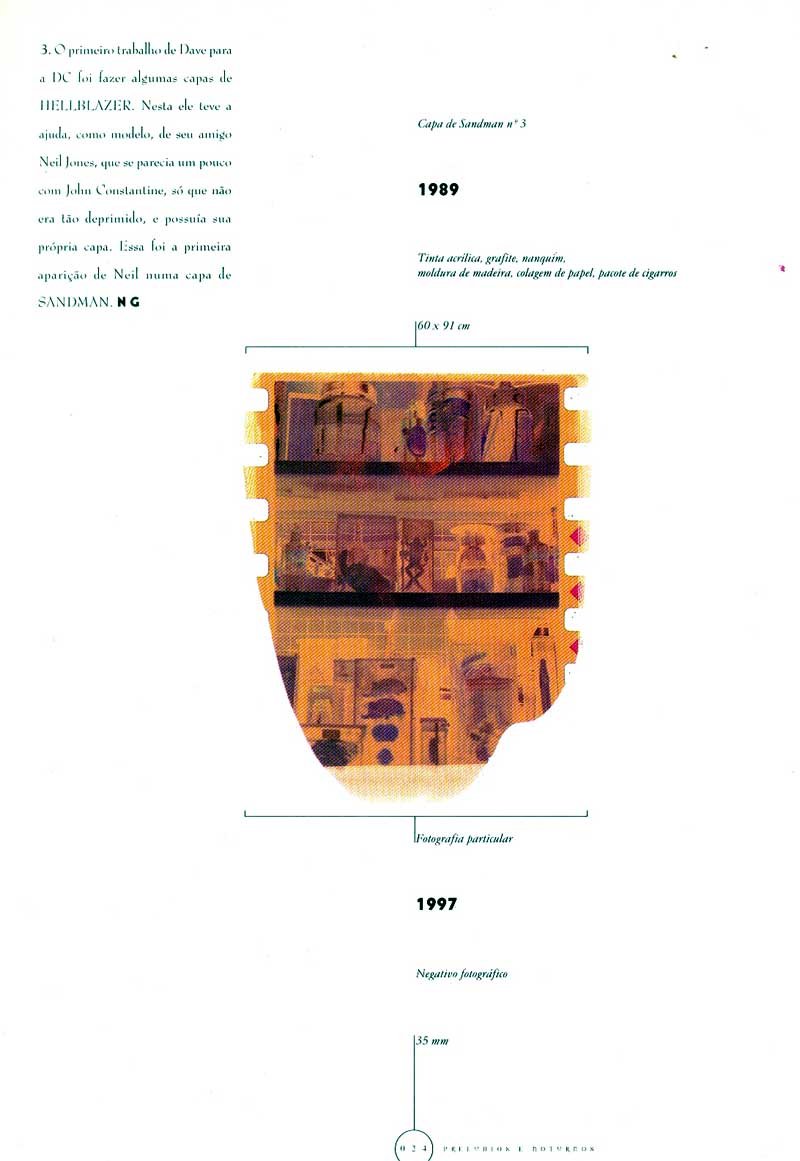 3. O primeiro trabalho de Dave para
a DC foi fazer algumas capas de
HELLBLAZER. Nesta ele teve a
ajuda, como modelo, de seu amigo
Neil Jones, que se parecia um pouco
com John Constantine, só que não
era tão deprimido, e possuía sua
própria capa. Essa foi a primeira
aparição de Neil numa capa de
SANDMAN. NG
Capa de Sandman nº 3
1989
Tinta acrílica, grafite, nanquim,
moldura de madeira, colagem de papel, pacote de cigarros
60 x 91 cm
Fotografia particular
1997
Negativo fotográfico
35 mm
024 PRELÚDIOS E NOTURNOS